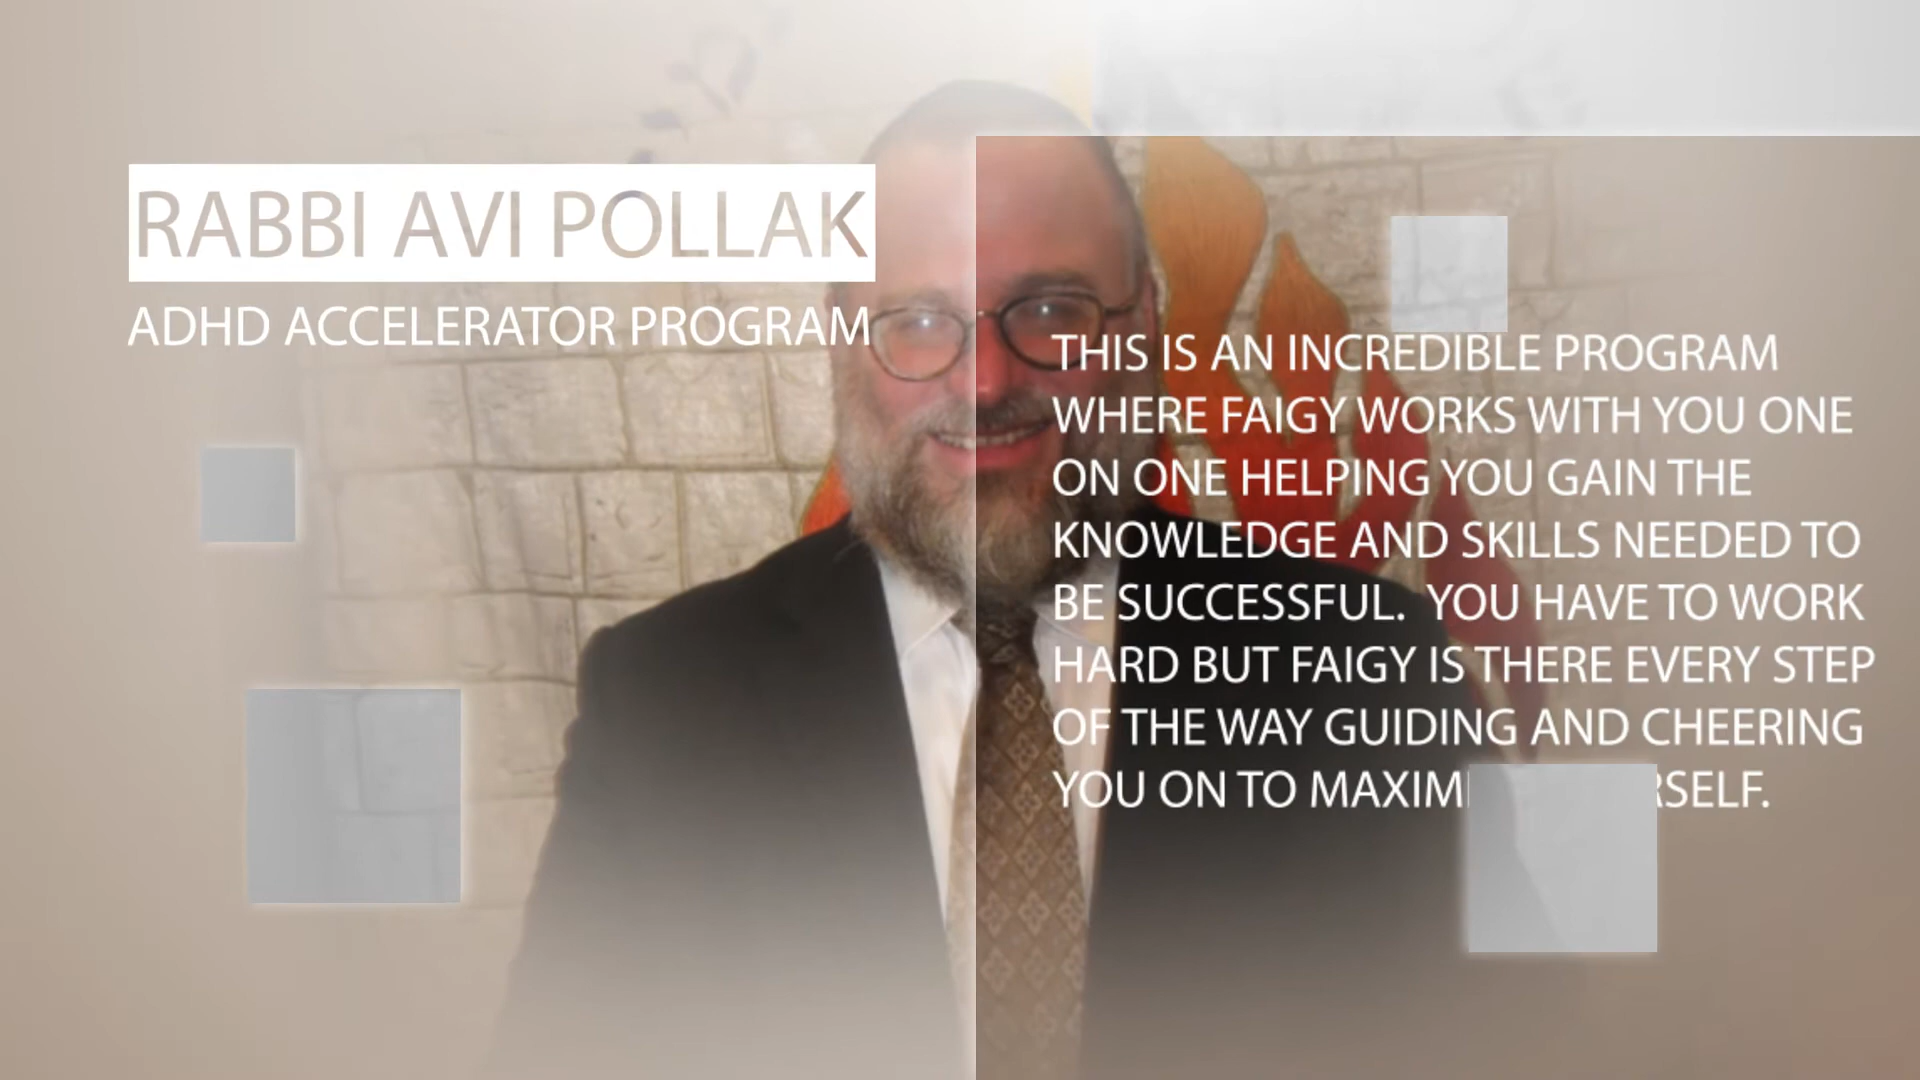 RABBI AVI POLLAK
ADHD ACCELERATOR PROGRAM
THIS IS AN INCREDIBLE PROGRAM
WHERE FAIGY WORKS WITH YOU ONE
ON ONE HELPING YOU GAIN THE
KNOWLEDGE AND SKILLS NEEDED TO
BE SUCCESSFUL. YOU HAVE TO WORK
HARD BUT FAIGY IS THERE EVERY STEP
OF THE WAY GUIDING AND CHEERING
YOU ON TO